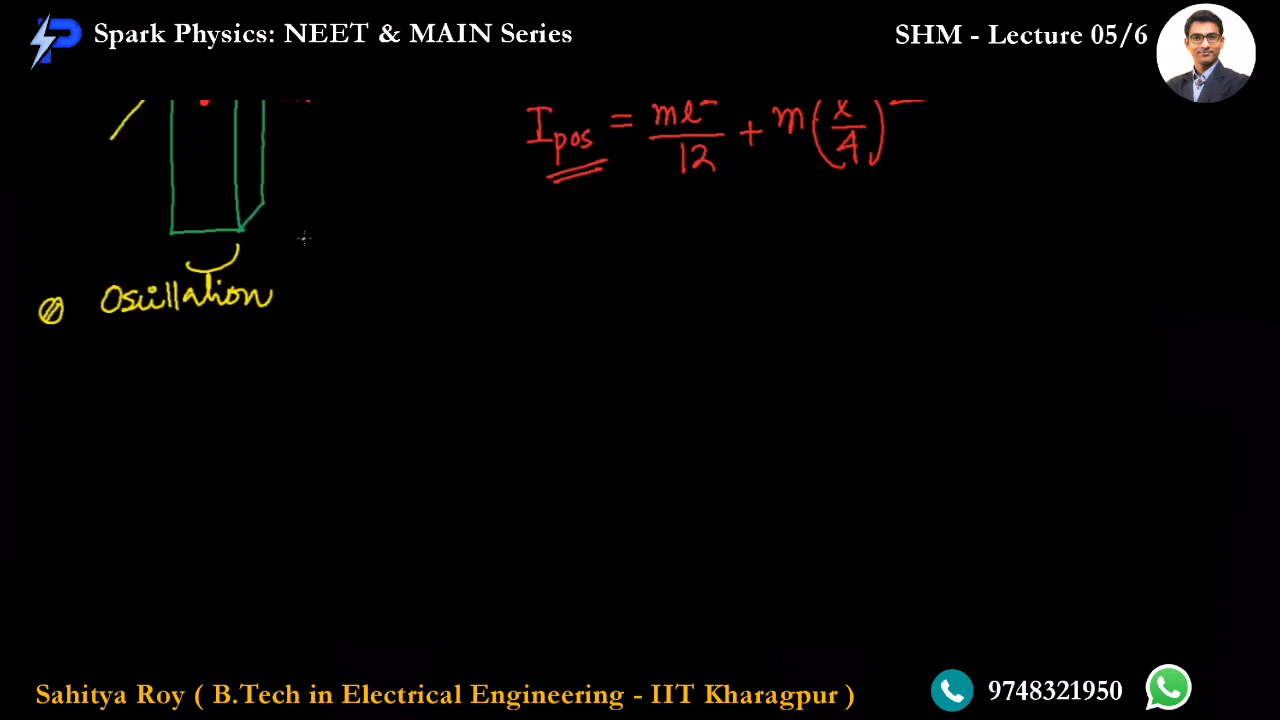 Spark Physics: NEET & MAIN Series
SHM - Lecture 05/6
I_pos = ml²/12 + m(l/4)²
Oscillation
Sahitya Roy ( B.Tech in Electrical Engineering - IIT Kharagpur )
9748321950